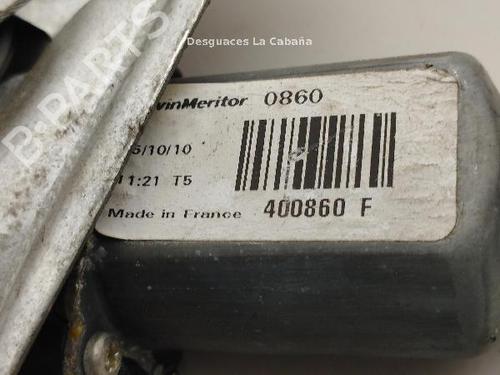 Desguaces La Cabaña
B-PARTS
vinMeritor 0860
5/10/10
11:21 T5
Made in France
400860 F